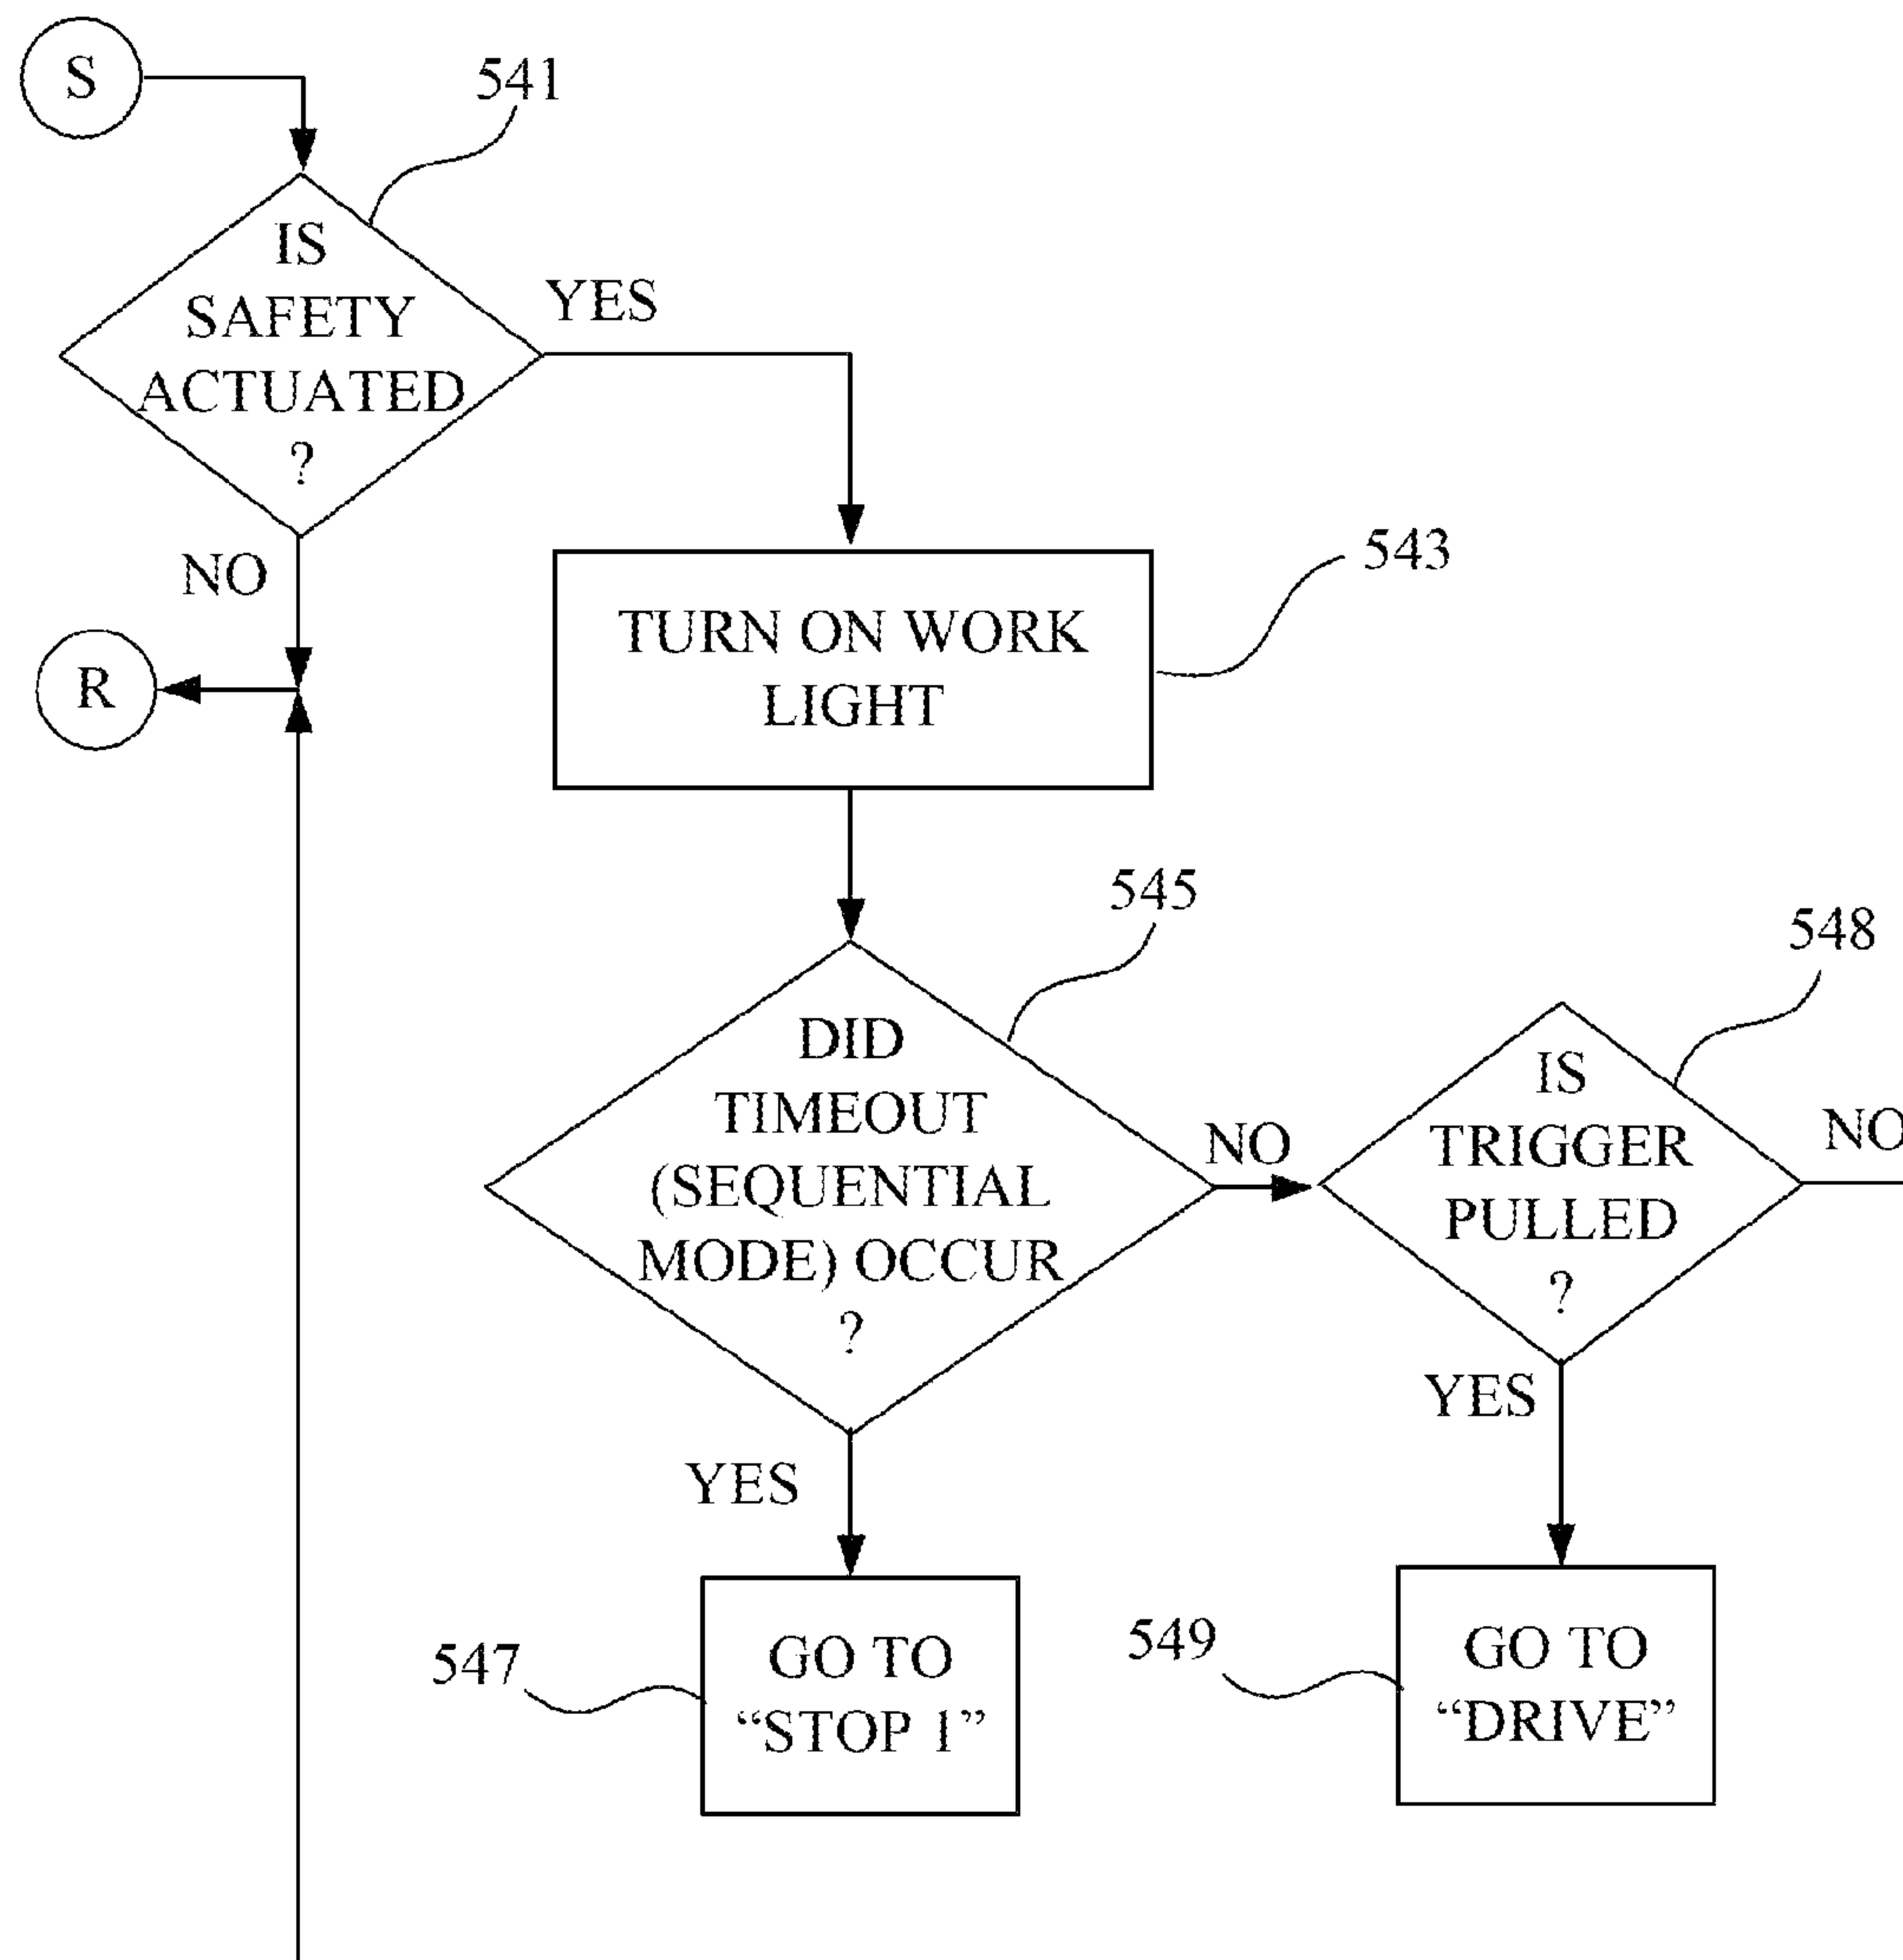 S
541
IS
SAFETY
ACTUATED
?
YES
NO
R
TURN ON WORK
LIGHT
543
545
DID
TIMEOUT
(SEQUENTIAL
MODE) OCCUR
?
NO
548
IS
TRIGGER
PULLED
?
NO
YES
YES
547
GO TO
“STOP 1”
549
GO TO
“DRIVE”